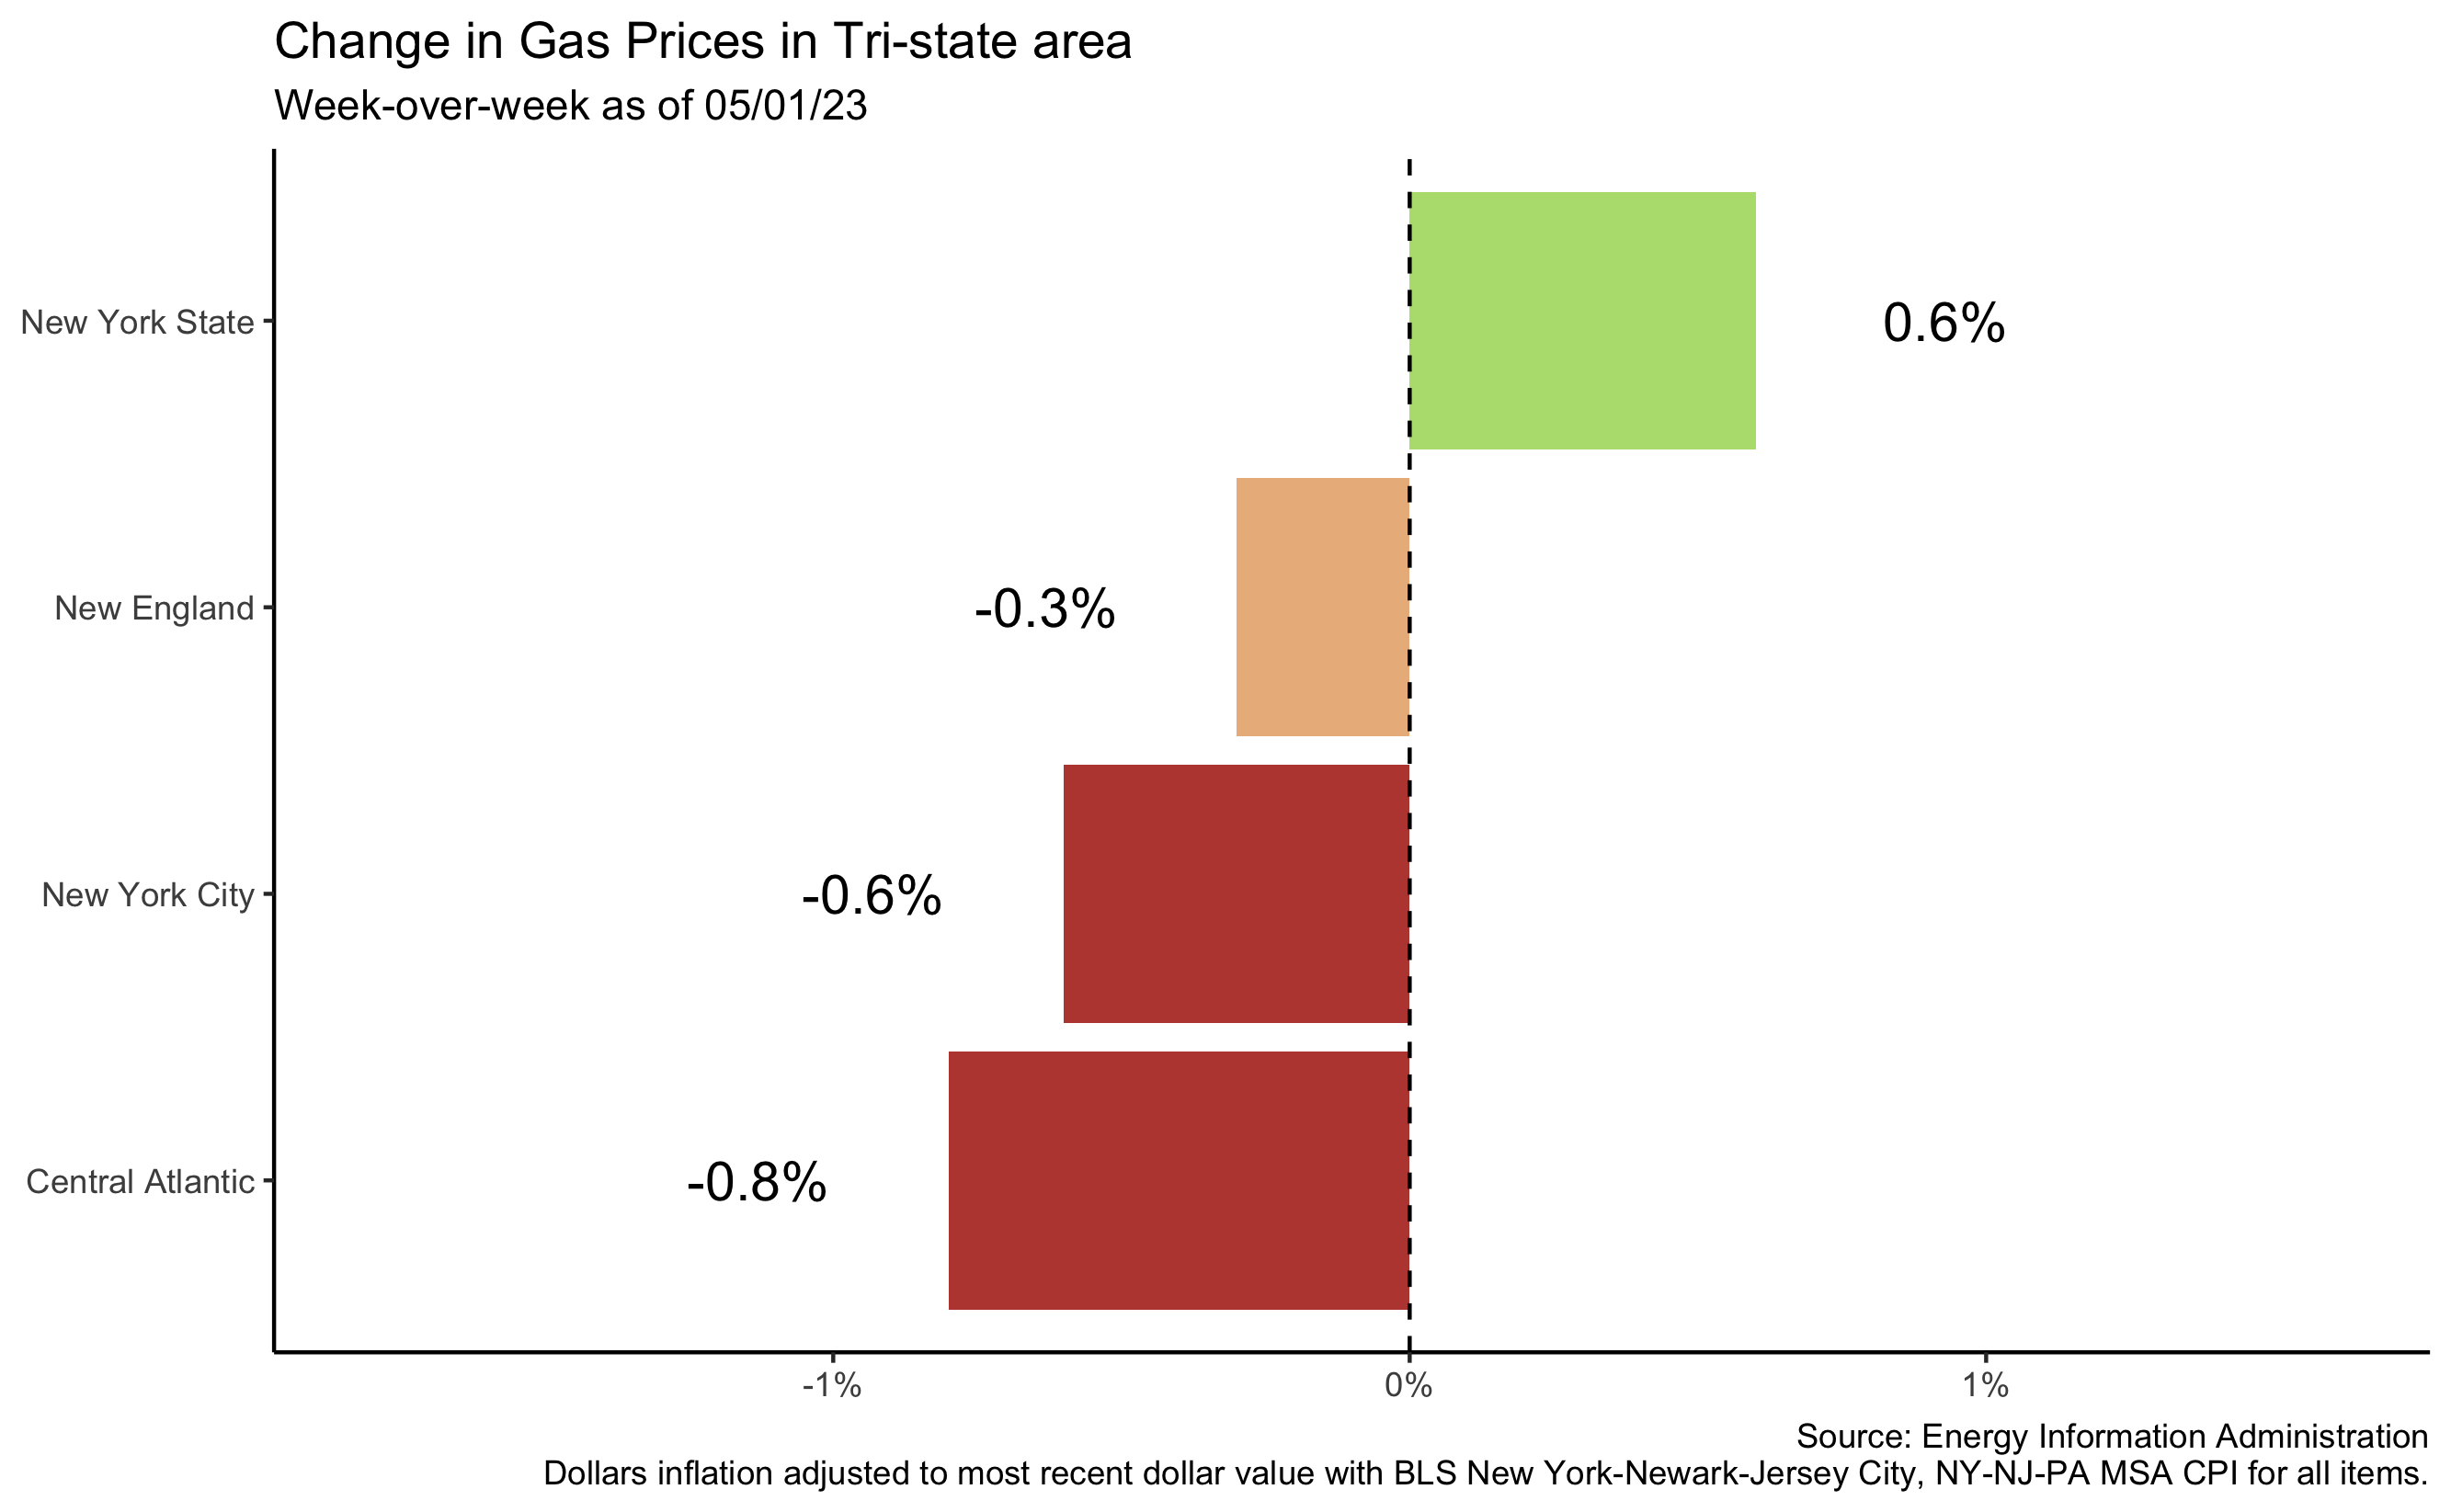 Change in Gas Prices in Tri-state area
Week-over-week as of 05/01/23
New York State
0.6%
New England
-0.3%
New York City
-0.6%
Central Atlantic
-0.8%
-1%
0%
1%
Source: Energy Information Administration
Dollars inflation adjusted to most recent dollar value with BLS New York-Newark-Jersey City, NY-NJ-PA MSA CPI for all items.